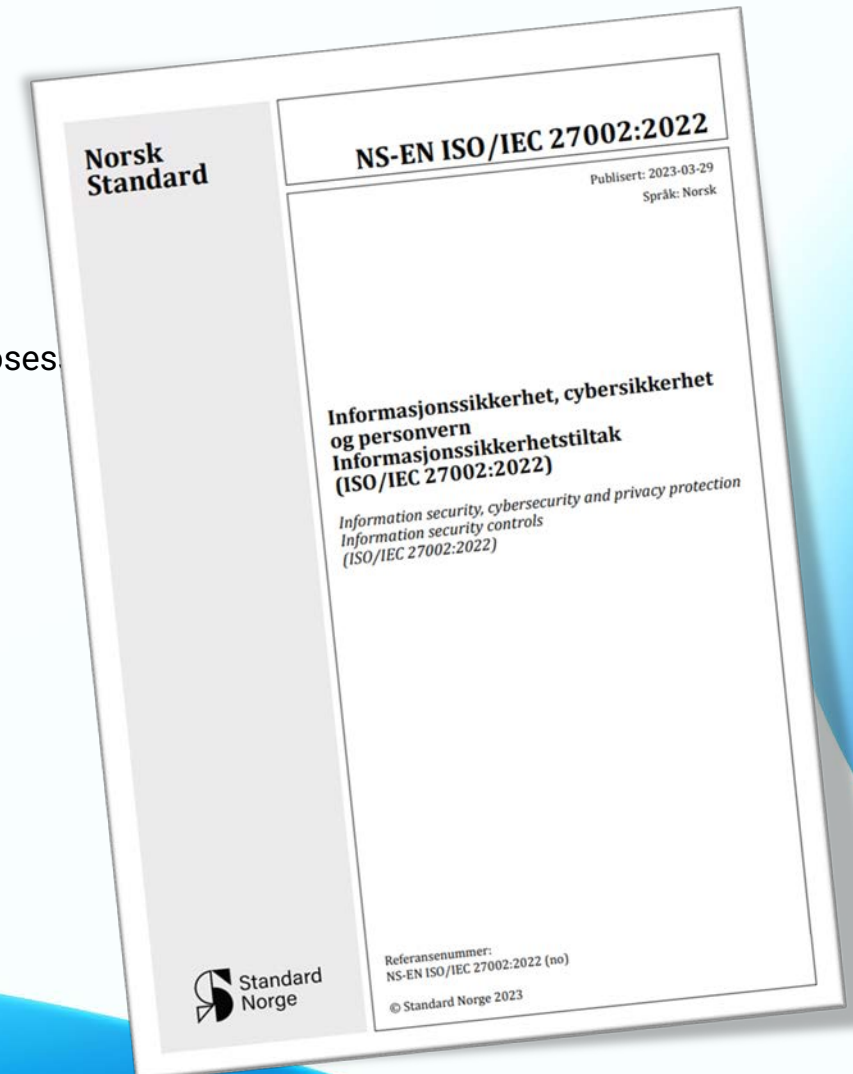 Norsk
Standard
NS-EN ISO/IEC 27002:2022
Publisert: 2023-03-29
Språk: Norsk
Informasjonssikkerhet, cybersikkerhet
og personvern
Informasjonssikkerhetstiltak
(ISO/IEC 27002:2022)
Information security, cybersecurity and privacy protection
Information security controls
(ISO/IEC 27002:2022)
Referansenummer:
NS-EN ISO/IEC 27002:2022 (no)
© Standard Norge 2023
Standard
Norge